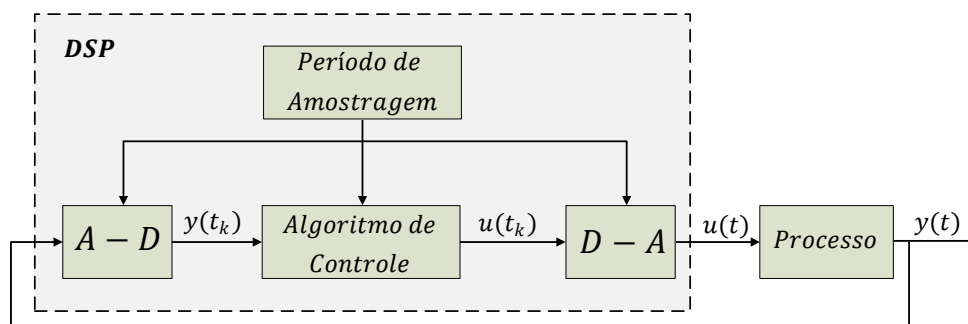 DSP
Período de
Amostragem
A − D
y(t_k)
Algoritmo de
Controle
u(t_k)
D − A
u(t)
Processo
y(t)